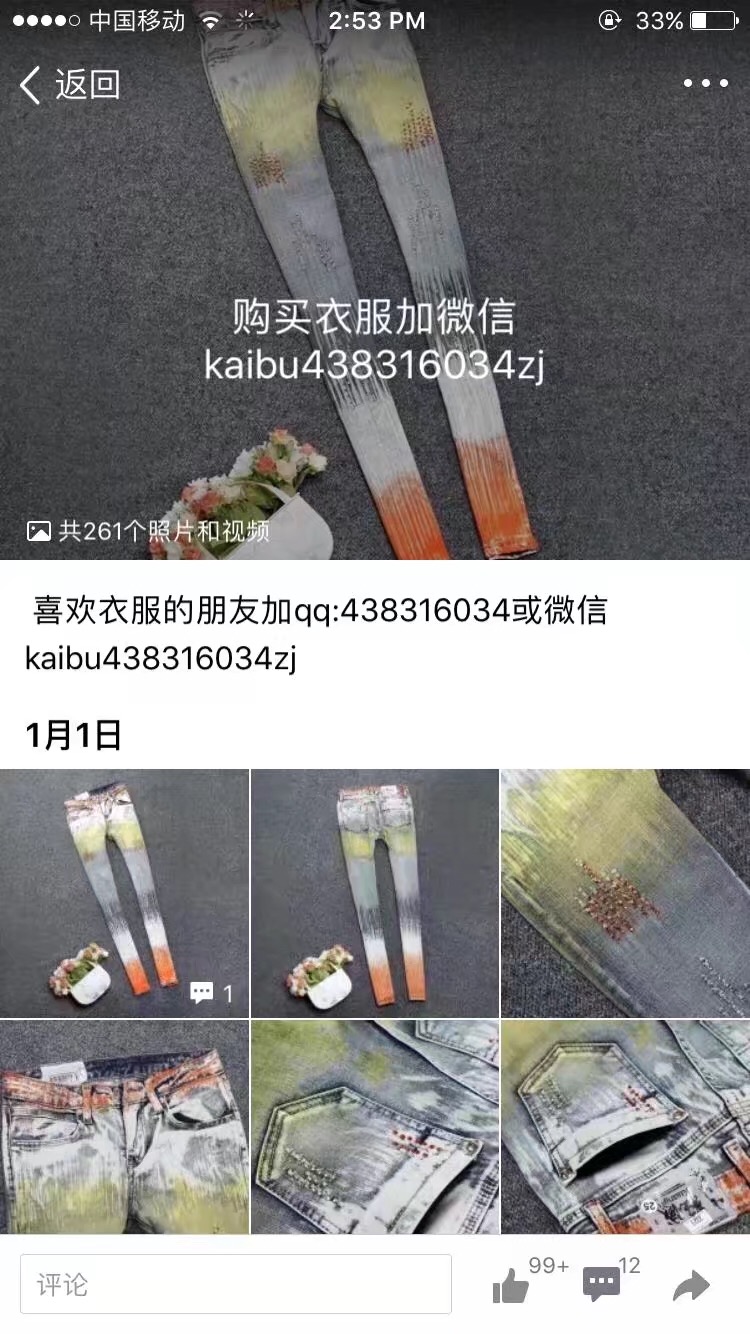 中国移动 2:53 PM 33%
返回
购买衣服加微信
kaibu438316034zj
共261个照片和视频
喜欢衣服的朋友加qq:438316034或微信
kaibu438316034zj
1月1日
1
25
评论 99+ 12